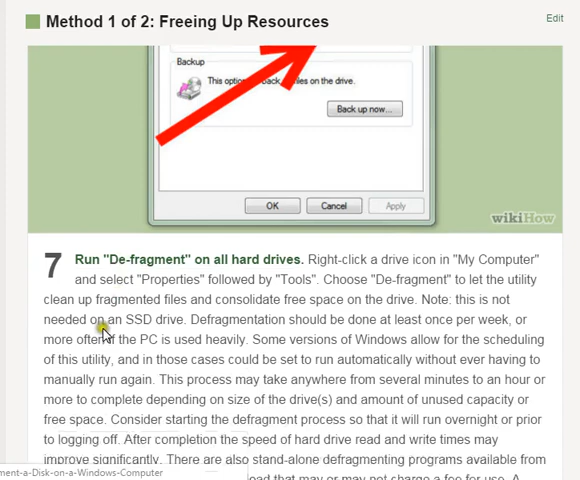 Method 1 of 2: Freeing Up Resources
Edit
Backup
This option back files on the drive.
Back up now...
OK Cancel Apply
wikiHow
7 Run "De-fragment" on all hard drives. Right-click a drive icon in "My Computer"
and select "Properties" followed by "Tools". Choose "De-fragment" to let the utility
clean up fragmented files and consolidate free space on the drive. Note: this is not
needed on an SSD drive. Defragmentation should be done at least once per week, or
more often if the PC is used heavily. Some versions of Windows allow for the scheduling
of this utility, and in those cases could be set to run automatically without ever having to
manually run again. This process may take anywhere from several minutes to an hour or
more to complete depending on size of the drive(s) and amount of unused capacity or
free space. Consider starting the defragment process so that it will run overnight or prior
to logging off. After completion the speed of hard drive read and write times may
improve significantly. There are also stand-alone defragmenting programs available from
ment-a-Disk-on-a-Windows-Computer
load that may or may not charge a fee for use. A